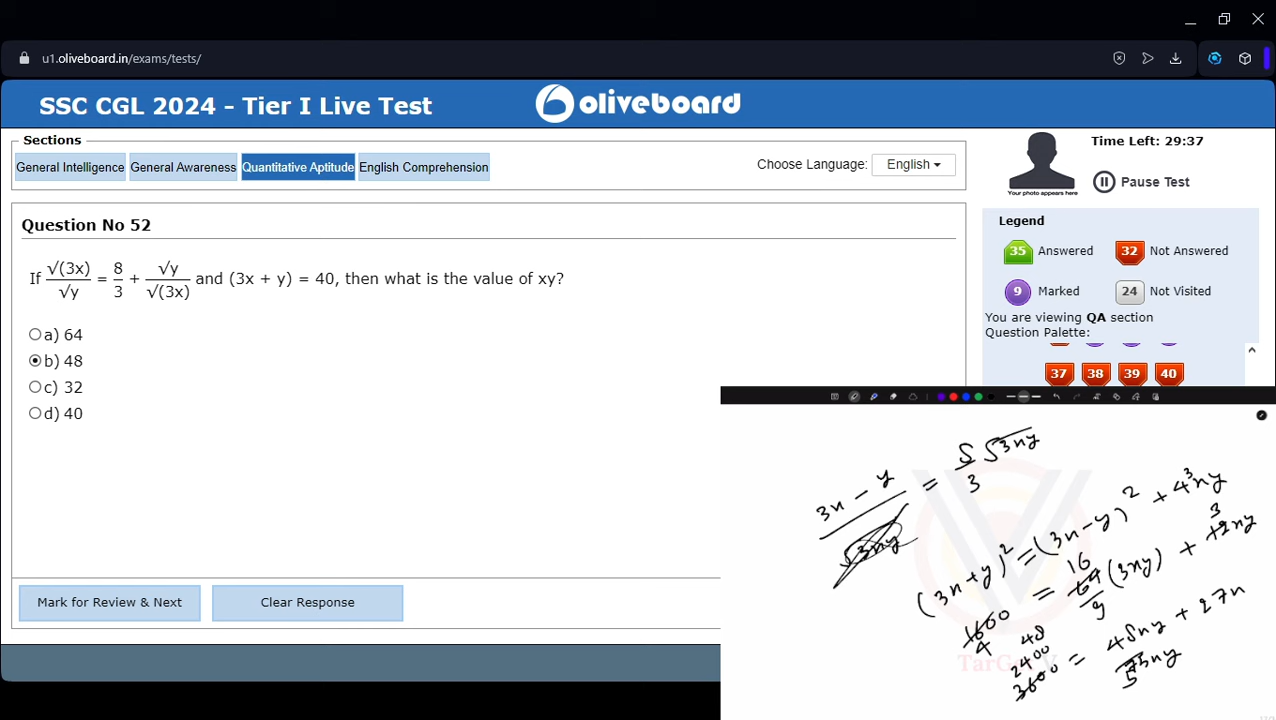 u1.oliveboard.in/exams/tests/
SSC CGL 2024 - Tier I Live Test
oliveboard
Sections
General Intelligence General Awareness Quantitative Aptitude English Comprehension
Choose Language: English
Time Left: 29:37
Your photo appears here
Pause Test
Question No 52
If √(3x)/√y = 8/3 + √y/√(3x) and (3x + y) = 40, then what is the value of xy?
a) 64
b) 48
c) 32
d) 40
Mark for Review & Next Clear Response
Legend
35 Answered 32 Not Answered
9 Marked 24 Not Visited
You are viewing QA section
Question Palette:
37 38 39 40
TarGet V
3x - y = 8/3 √3xy
(3x+y)² = (3x-y)² + 4 3xy
1600 = 64/9 (3xy) + 12xy
4 16 3
48
2400
3600 = 48xy + 27x